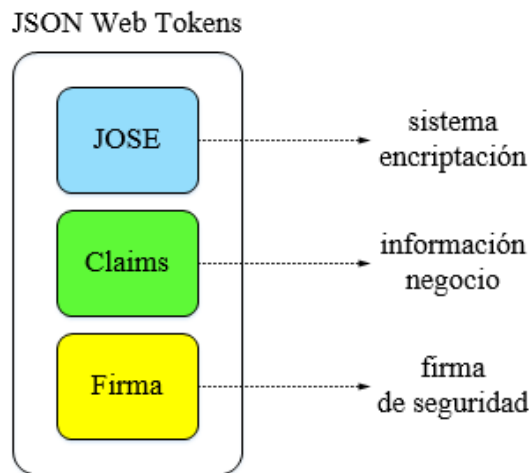 JSON Web Tokens
JOSE
sistema
encriptación
Claims
información
negocio
Firma
firma
de seguridad